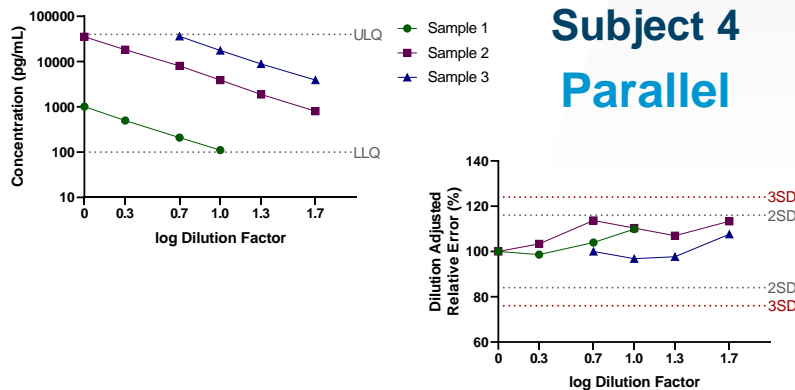 Subject 4
Parallel
100000
10000
1000
100
10
Concentration (pg/mL)
ULQ
LLQ
0 0.3 0.7 1.0 1.3 1.7
log Dilution Factor
Sample 1
Sample 2
Sample 3
140
120
100
80
60
Dilution Adjusted
Relative Error (%)
3SD
2SD
2SD
3SD
0 0.3 0.7 1.0 1.3 1.7
log Dilution Factor